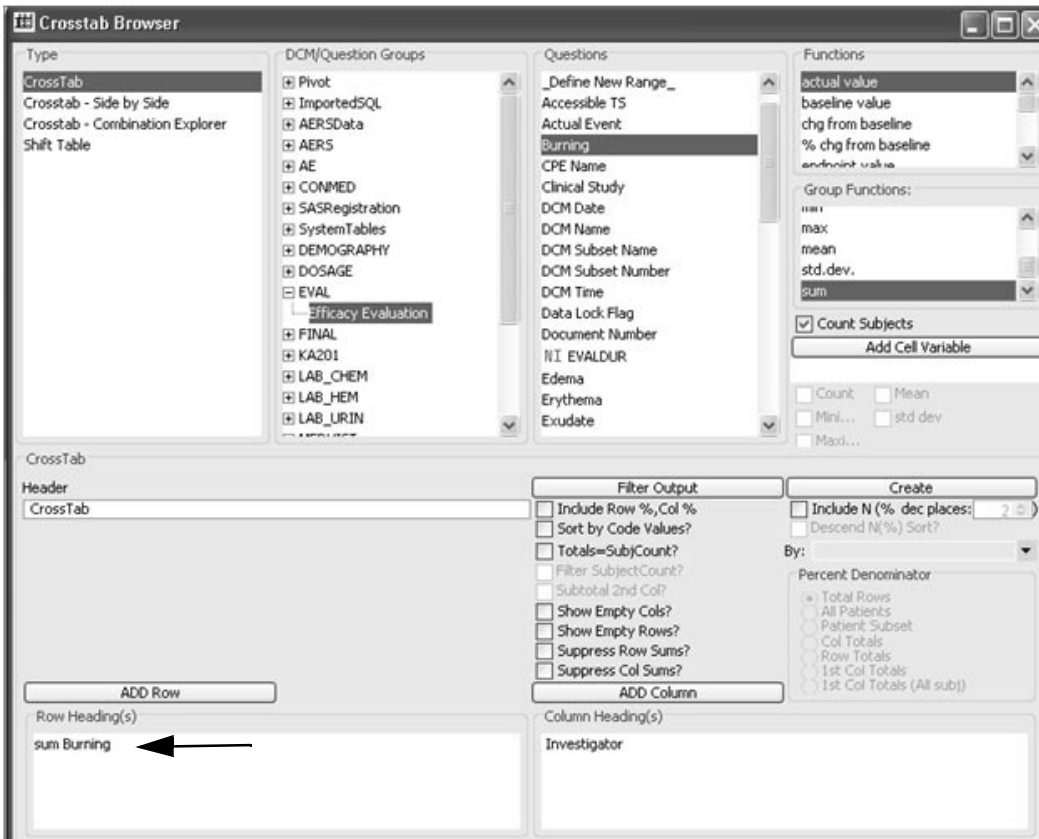 Crosstab Browser
Type
CrossTab
Crosstab - Side by Side
Crosstab - Combination Explorer
Shift Table
DCM/Question Groups
Pivot
ImportedSQL
AERSData
AERS
AE
CONMED
SASRegistration
SystemTables
DEMOGRAPHY
DOSAGE
EVAL
Efficacy Evaluation
FINAL
KA201
LAB_CHEM
LAB_HEM
LAB_URIN
Questions
_Define New Range_
Accessible TS
Actual Event
Burning
CPE Name
Clinical Study
DCM Date
DCM Name
DCM Subset Name
DCM Subset Number
DCM Time
Data Lock Flag
Document Number
NI EVALDUR
Edema
Erythema
Exudate
Functions
actual value
baseline value
chg from baseline
% chg from baseline
endpoint value
Group Functions:
min
max
mean
std.dev.
sum
Count Subjects
Add Cell Variable
Count Mean
Mini... std dev
Maxi...
CrossTab
Header
CrossTab
Filter Output
Include Row %,Col %
Sort by Code Values?
Totals=SubjCount?
Filter SubjectCount?
Subtotal 2nd Col?
Show Empty Cols?
Show Empty Rows?
Suppress Row Sums?
Suppress Col Sums?
Create
Include N (% dec places: 2 )
Descend N(%) Sort?
By:
Percent Denominator
Total Rows
All Patients
Patient Subset
Col Totals
Row Totals
1st Col Totals
1st Col Totals (All subj)
ADD Row
ADD Column
Row Heading(s)
sum Burning
Column Heading(s)
Investigator